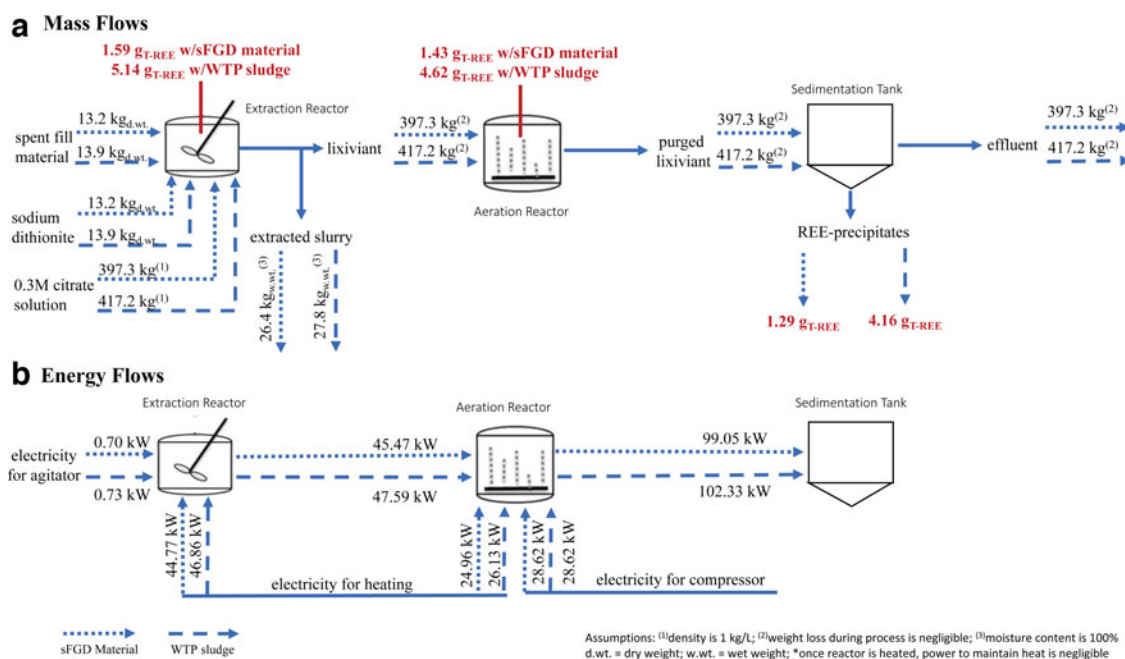 a Mass Flows
1.59 gT-REE w/sFGD material
5.14 gT-REE w/WTP sludge
1.43 gT-REE w/sFGD material
4.62 gT-REE w/WTP sludge
Extraction Reactor
Sedimentation Tank
spent fill
material
13.2 kgd.wt.
13.9 kgd.wt.
lixiviant
397.3 kg(2)
417.2 kg(2)
Aeration Reactor
purged
lixiviant
397.3 kg(2)
417.2 kg(2)
effluent
397.3 kg(2)
417.2 kg(2)
sodium
dithionite
13.2 kgd.wt.
13.9 kgd.wt.
0.3M citrate
solution
397.3 kg(1)
417.2 kg(1)
extracted slurry
26.4 kgw.wt.(3)
27.8 kgw.wt.(3)
REE-precipitates
1.29 gT-REE
4.16 gT-REE
b Energy Flows
Extraction Reactor
Aeration Reactor
Sedimentation Tank
electricity
for agitator
0.70 kW
0.73 kW
45.47 kW
47.59 kW
99.05 kW
102.33 kW
44.77 kW
46.86 kW
24.96 kW
26.13 kW
28.62 kW
28.62 kW
electricity for heating
electricity for compressor
sFGD Material
WTP sludge
Assumptions: (1)density is 1 kg/L; (2)weight loss during process is negligible; (3)moisture content is 100%
d.wt. = dry weight; w.wt. = wet weight; *once reactor is heated, power to maintain heat is negligible